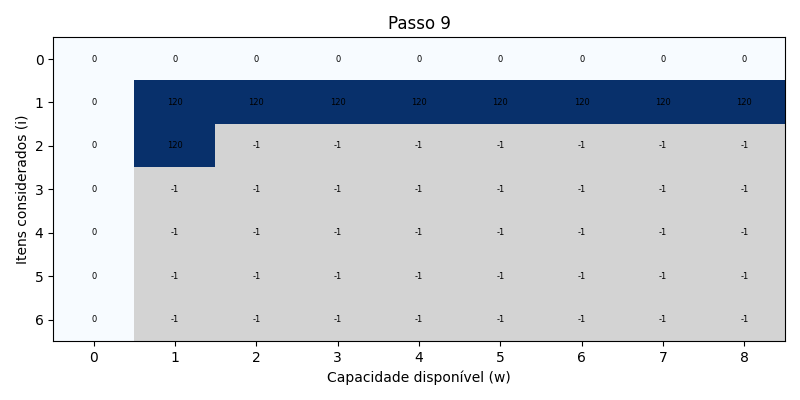 Passo 9
Itens considerados (i)
0 0 0 0 0 0 0 0 0 0
1 0 120 120 120 120 120 120 120 120
2 0 120 -1 -1 -1 -1 -1 -1 -1
3 0 -1 -1 -1 -1 -1 -1 -1 -1
4 0 -1 -1 -1 -1 -1 -1 -1 -1
5 0 -1 -1 -1 -1 -1 -1 -1 -1
6 0 -1 -1 -1 -1 -1 -1 -1 -1
0 1 2 3 4 5 6 7 8
Capacidade disponível (w)